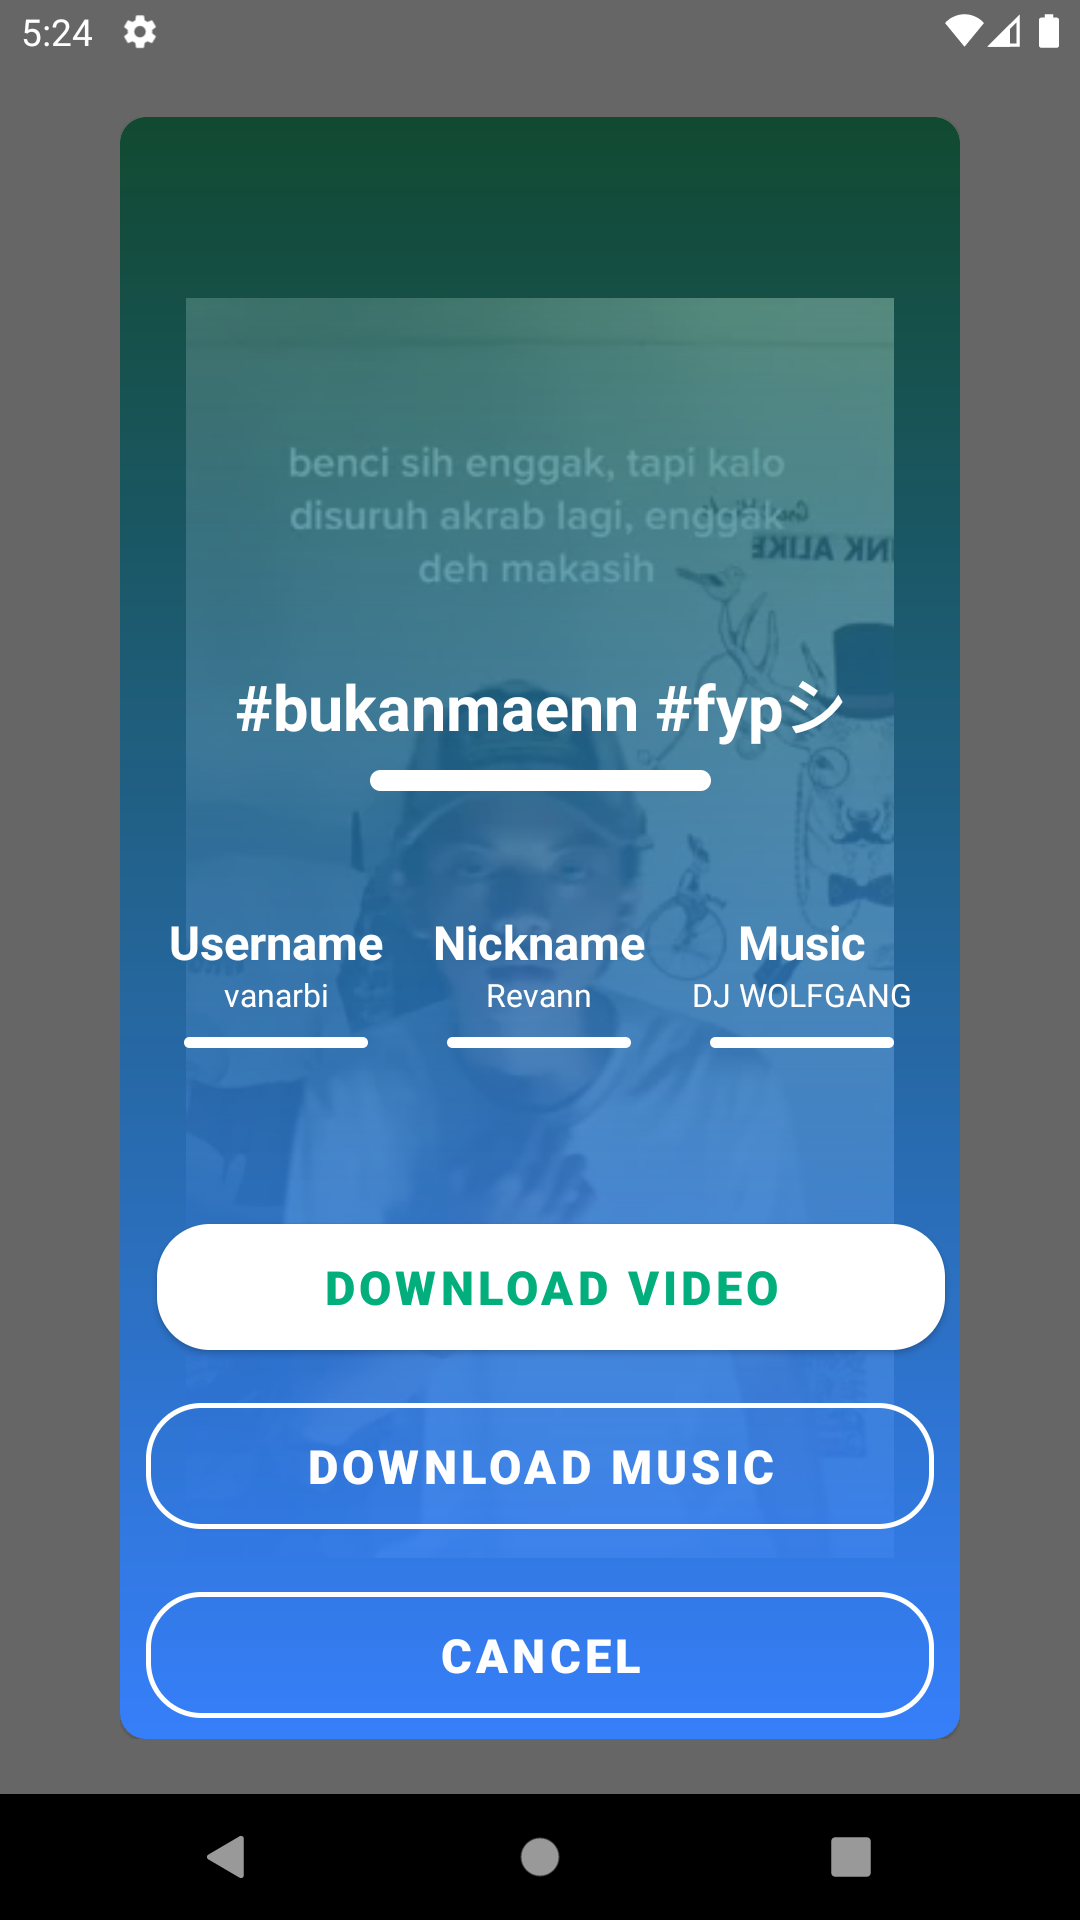 5:24
benci sih enggak, tapi kalo
disuruh akrab lagi, enggak
deh makasih
#bukanmaenn #fypシ
Username
Nickname
Music
vanarbi
Revann
DJ WOLFGANG
DOWNLOAD VIDEO
DOWNLOAD MUSIC
CANCEL